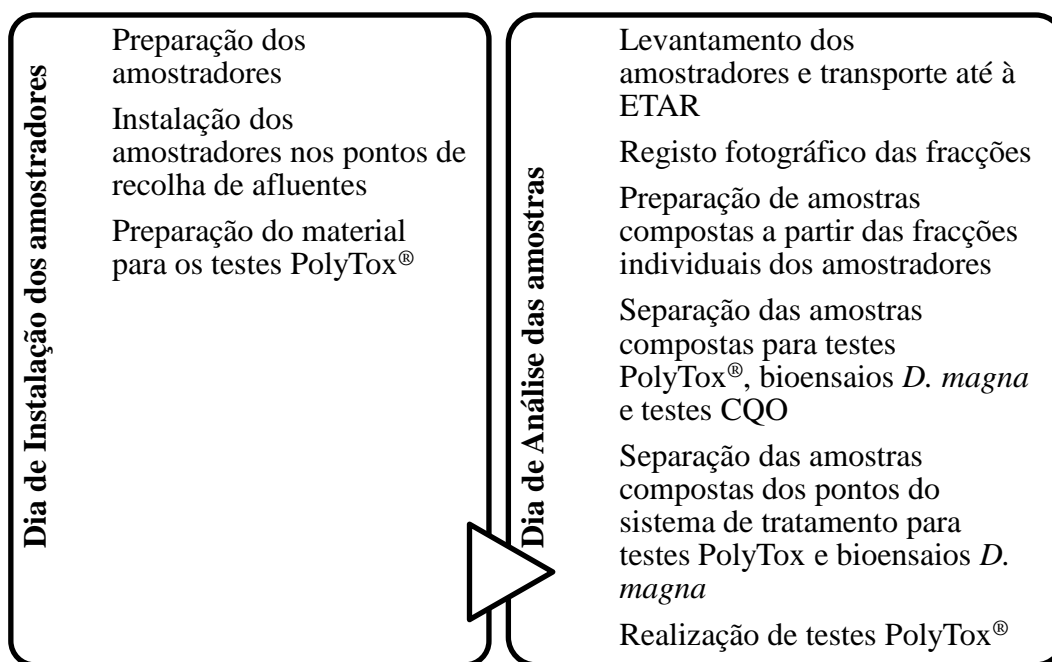 Dia de Instalação dos amostradores
Preparação dos
amostradores
Instalação dos
amostradores nos pontos de
recolha de afluentes
Preparação do material
para os testes PolyTox®
Dia de Análise das amostras
Levantamento dos
amostradores e transporte até à
ETAR
Registo fotográfico das fracções
Preparação de amostras
compostas a partir das fracções
individuais dos amostradores
Separação das amostras
compostas para testes
PolyTox®, bioensaios D. magna
e testes CQO
Separação das amostras
compostas dos pontos do
sistema de tratamento para
testes PolyTox e bioensaios D.
magna
Realização de testes PolyTox®